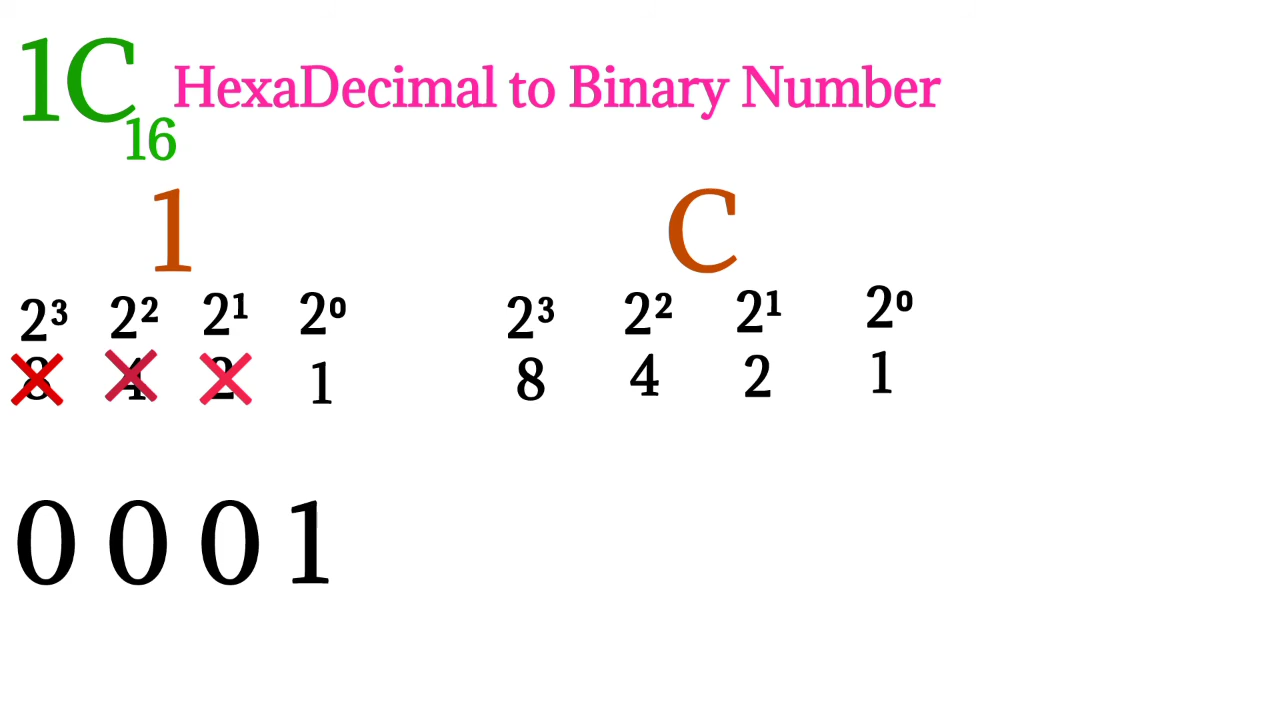 1C₁₆ HexaDecimal to Binary Number
1 C
2³ 2² 2¹ 2⁰ 2³ 2² 2¹ 2⁰
8 4 2 1 8 4 2 1
0 0 0 1